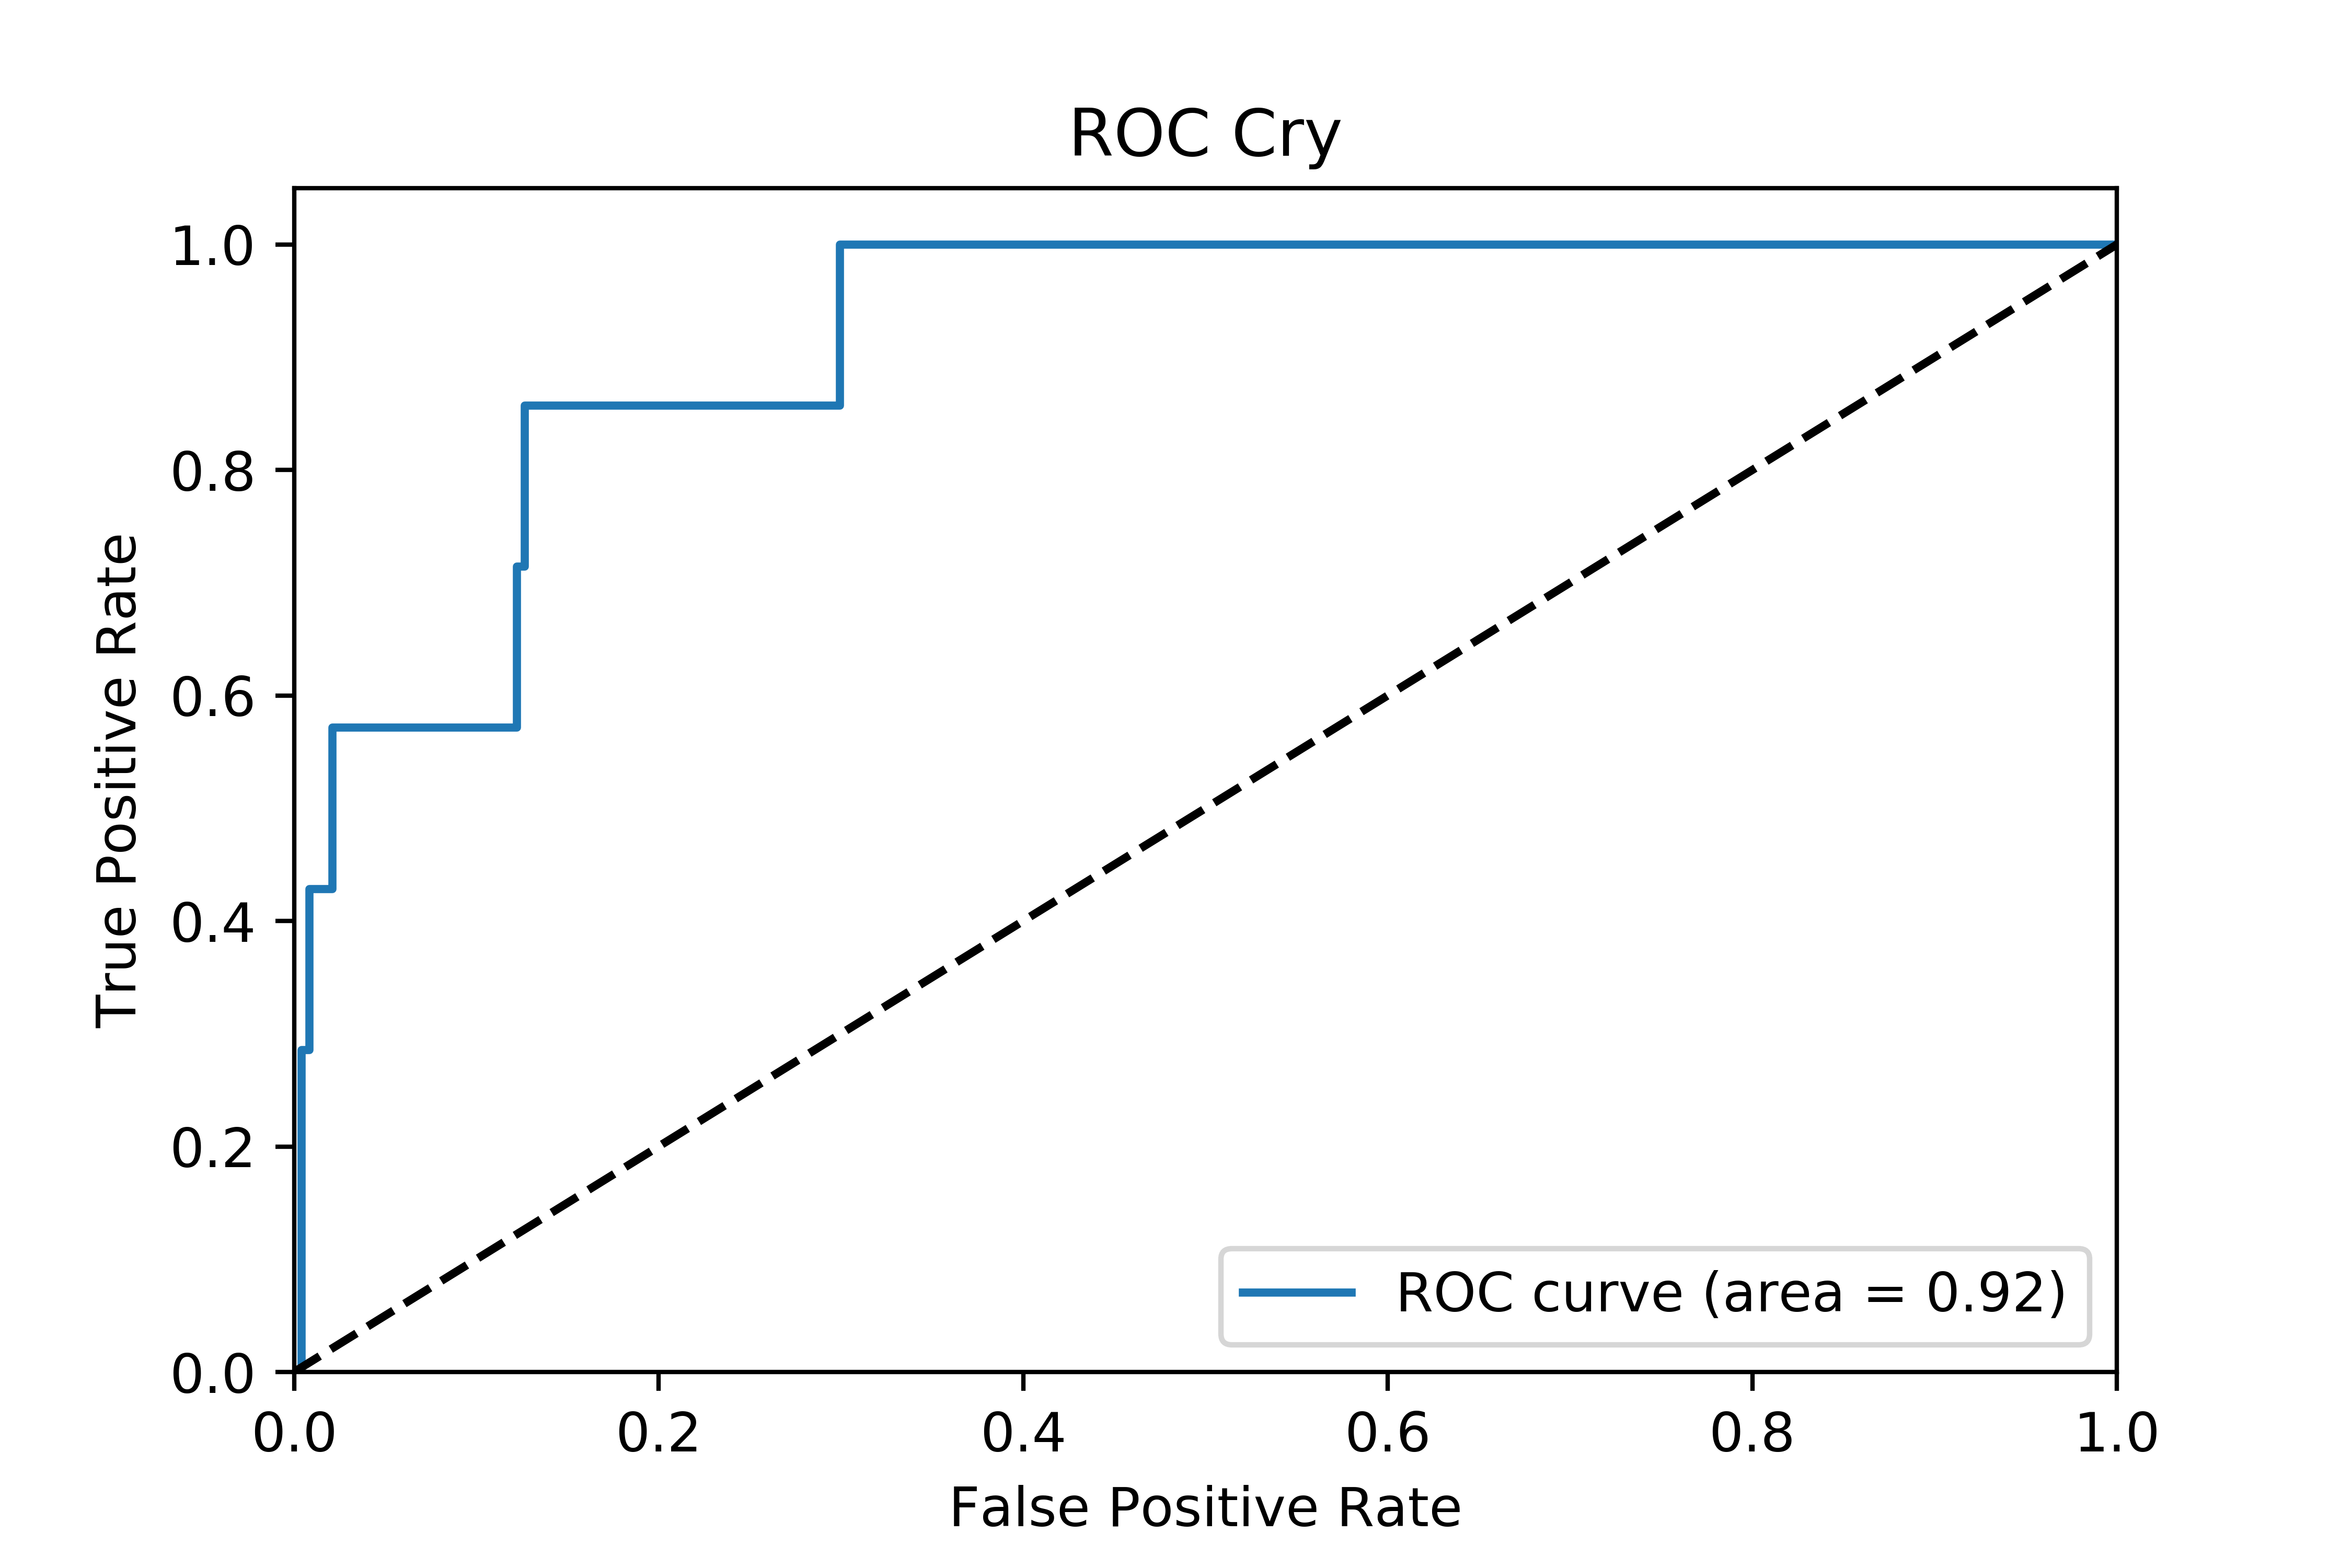 ROC Cry
1.0
0.8
0.6
0.4
0.2
0.0
True Positive Rate
ROC curve (area = 0.92)
0.0 0.2 0.4 0.6 0.8 1.0
False Positive Rate